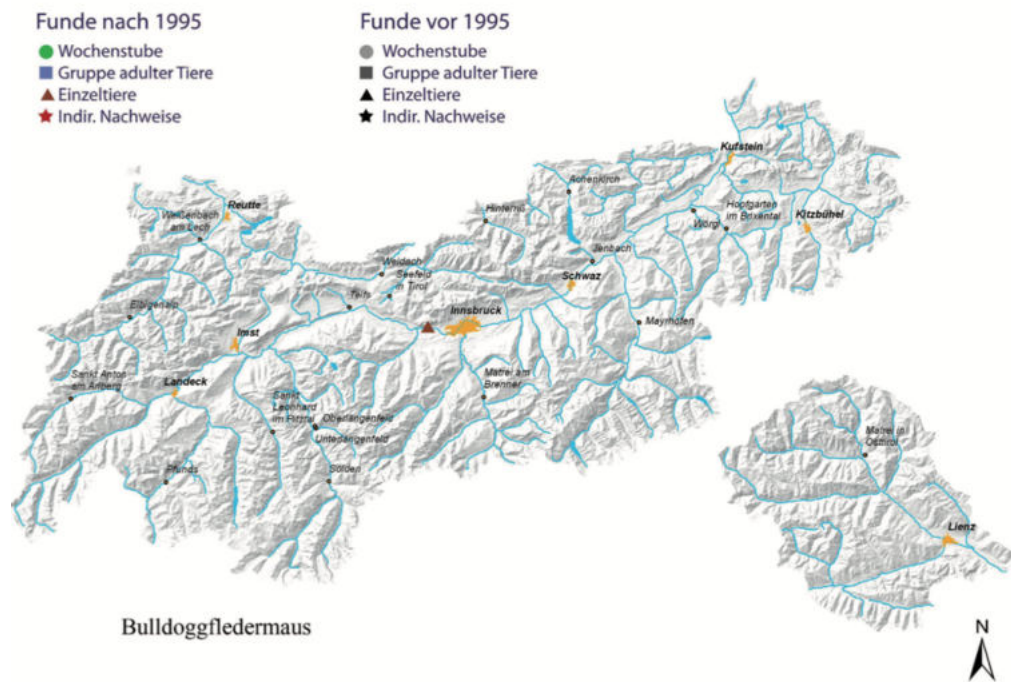 Funde nach 1995
Wochenstube
Gruppe adulter Tiere
Einzeltiere
Indir. Nachweise
Funde vor 1995
Wochenstube
Gruppe adulter Tiere
Einzeltiere
Indir. Nachweise
Kufstein
Achenkirch
Reutte
Weißenbach
am Lech
Hinterriß
Hopfgarten
im Brixental
Wörgl
Kitzbühel
Jenbach
Weidach
Seefeld
in Tirol
Schwaz
Telfs
Elbigenalp
Innsbruck
Mayrhofen
Imst
Sankt Anton
am Arlberg
Landeck
Matrei am
Brenner
Sankt
Leonhard
im Pitztal
Oberlängenfeld
Unterlängenfeld
Pfunds
Sölden
Matrei in
Osttirol
Lienz
Bulldoggfledermaus
N